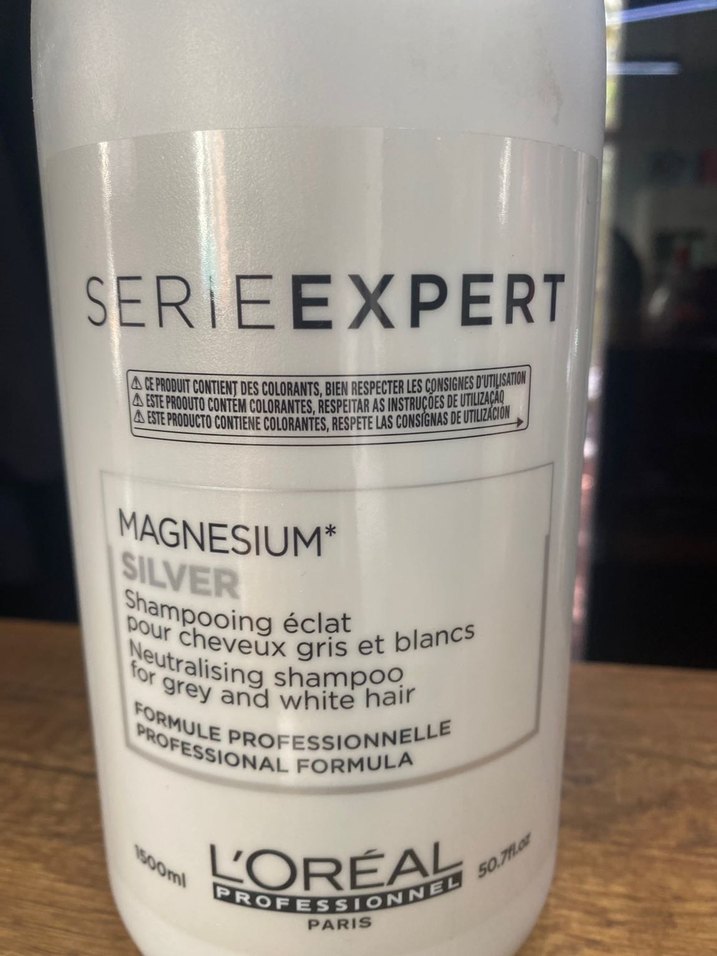 SERIEEXPERT
⚠ CE PRODUIT CONTIENT DES COLORANTS, BIEN RESPECTER LES CONSIGNES D'UTILISATION
⚠ ESTE PRODUTO CONTEM COLORANTES, RESPEITAR AS INSTRUÇÕES DE UTILIZAÇAO
⚠ ESTE PRODUCTO CONTIENE COLORANTES, RESPETE LAS CONSIGNAS DE UTILIZACIÓN
MAGNESIUM*
SILVER
Shampooing éclat
pour cheveux gris et blancs
Neutralising shampoo
for grey and white hair
FORMULE PROFESSIONNELLE
PROFESSIONAL FORMULA
1500ml
L'ORÉAL
PROFESSIONNEL
PARIS
50.7fl.oz